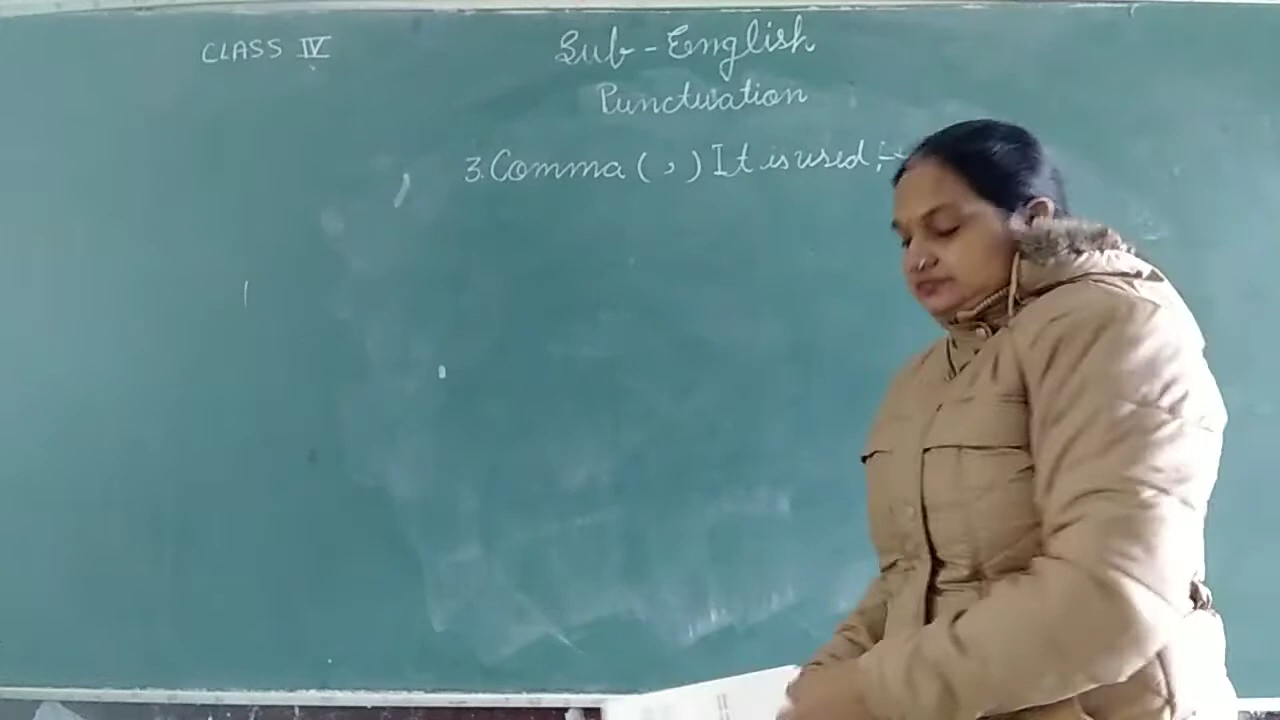 CLASS IV
Sub - English
Punctuation
3. Comma ( , ) It is used :-